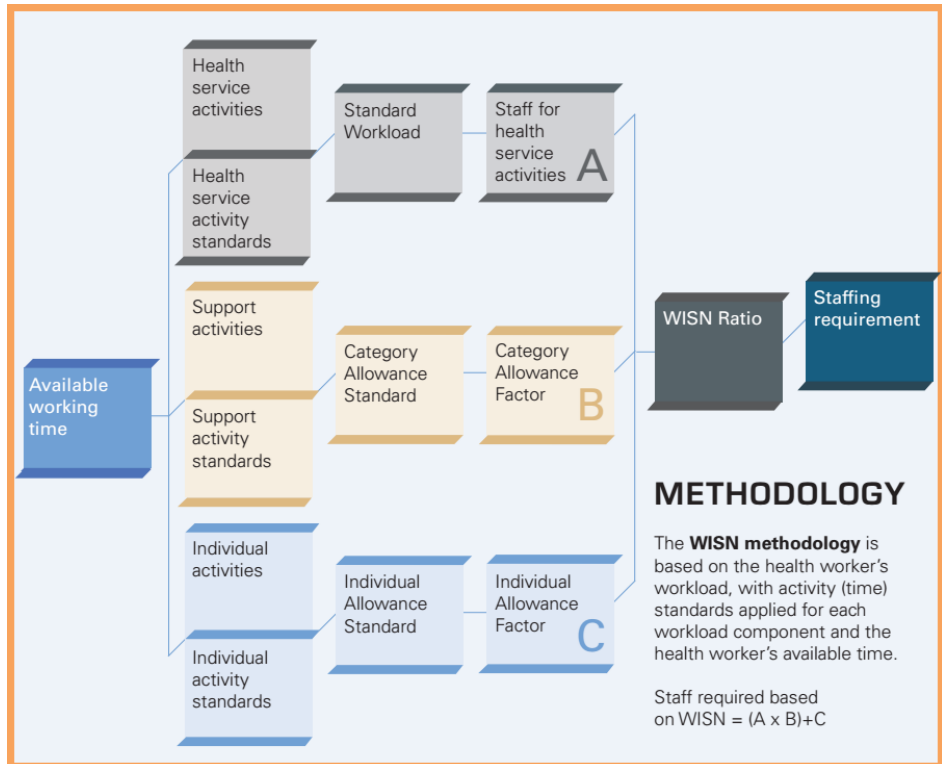 Health
service
activities
Health
service
activity
standards
Standard
Workload
Staff for
health
service
activities A
Available
working
time
Support
activities
Support
activity
standards
Category
Allowance
Standard
Category
Allowance
Factor B
Individual
activities
Individual
activity
standards
Individual
Allowance
Standard
Individual
Allowance
Factor C
WISN Ratio
Staffing
requirement
METHODOLOGY
The WISN methodology is
based on the health worker's
workload, with activity (time)
standards applied for each
workload component and the
health worker's available time.
Staff required based
on WISN = (A x B)+C